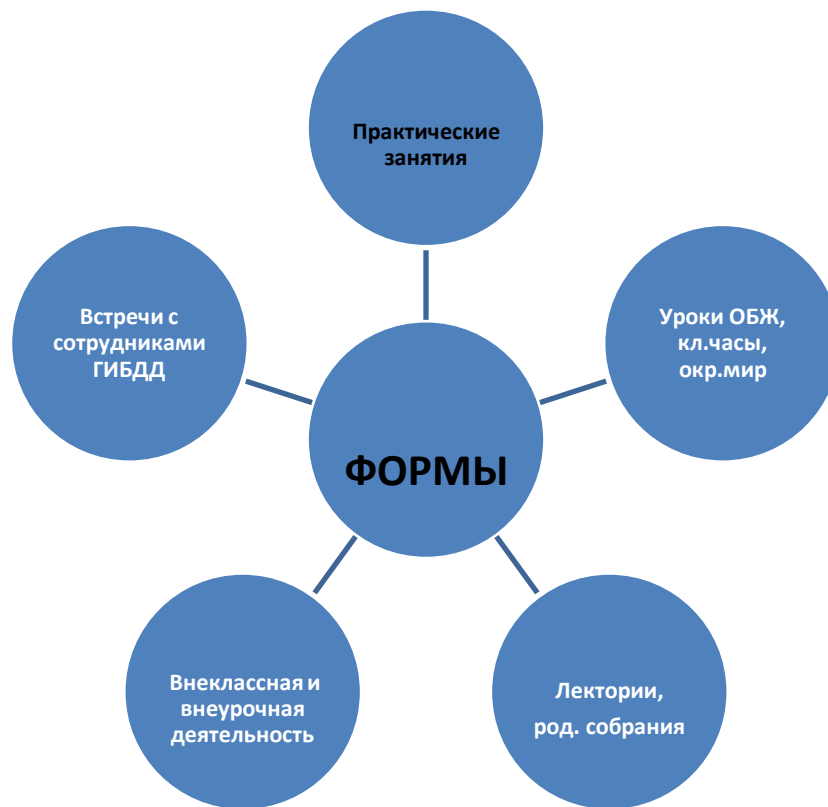 Практические
занятия
Встречи с
сотрудниками
ГИБДД
Уроки ОБЖ,
кл.часы,
окр.мир
ФОРМЫ
Внеклассная и
внеурочная
деятельность
Лектории,
род. собрания